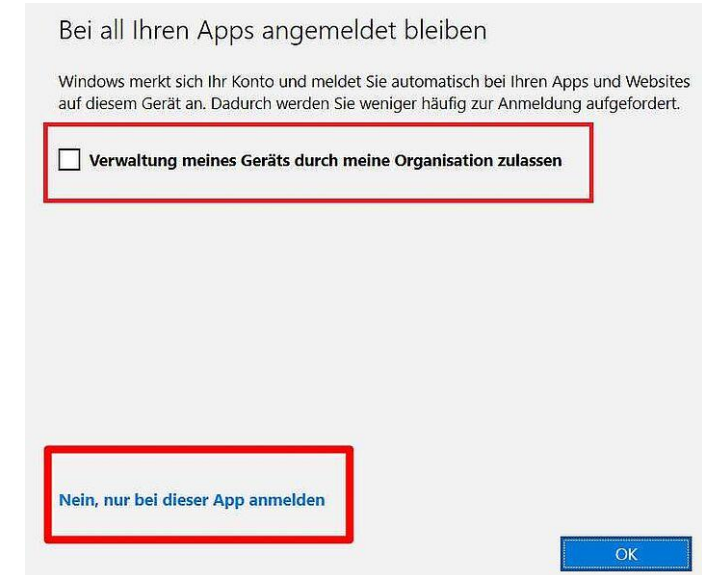 Bei all Ihren Apps angemeldet bleiben
Windows merkt sich Ihr Konto und meldet Sie automatisch bei Ihren Apps und Websites
auf diesem Gerät an. Dadurch werden Sie weniger häufig zur Anmeldung aufgefordert.
Verwaltung meines Geräts durch meine Organisation zulassen
Nein, nur bei dieser App anmelden
OK